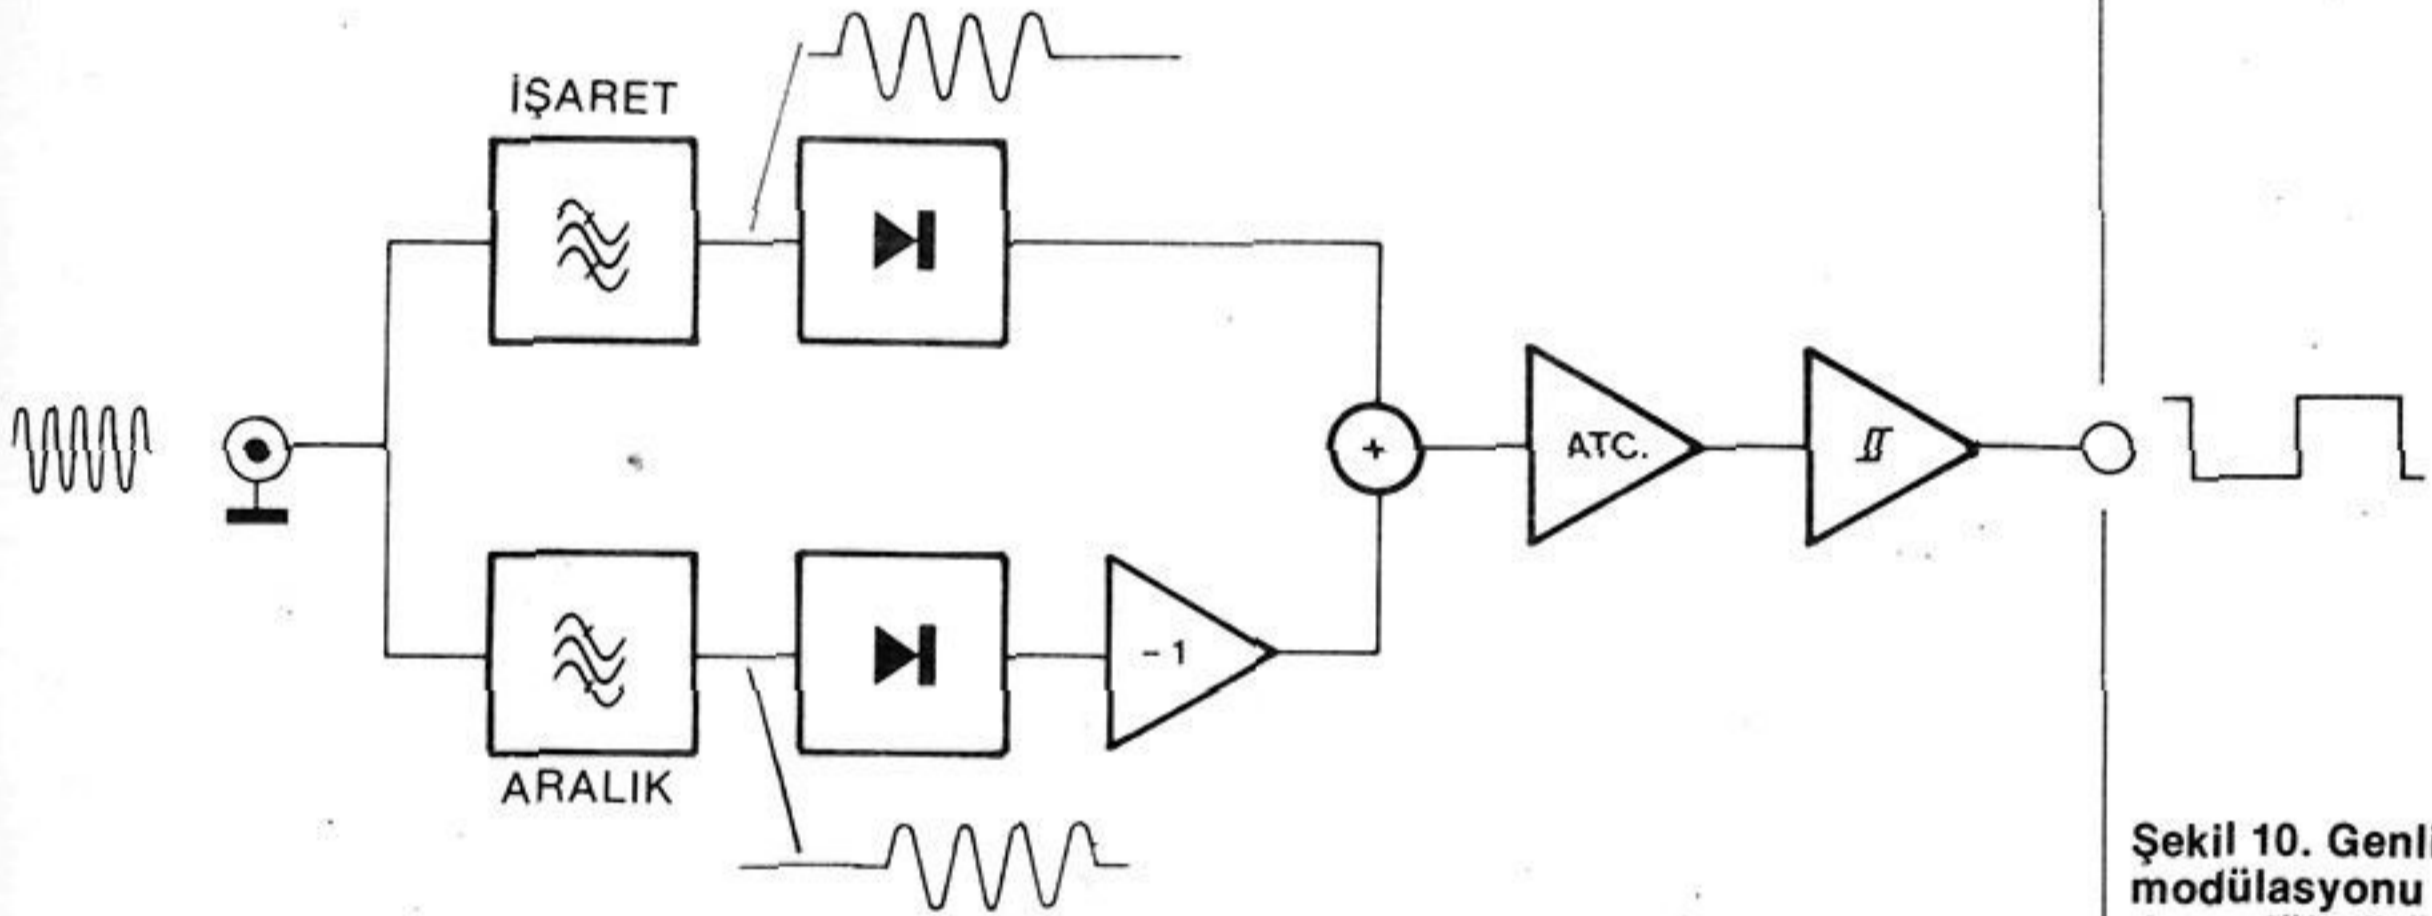 İŞARET
+
ATC.
- 1
ARALIK
Şekil 10. Genli
modülasyonu